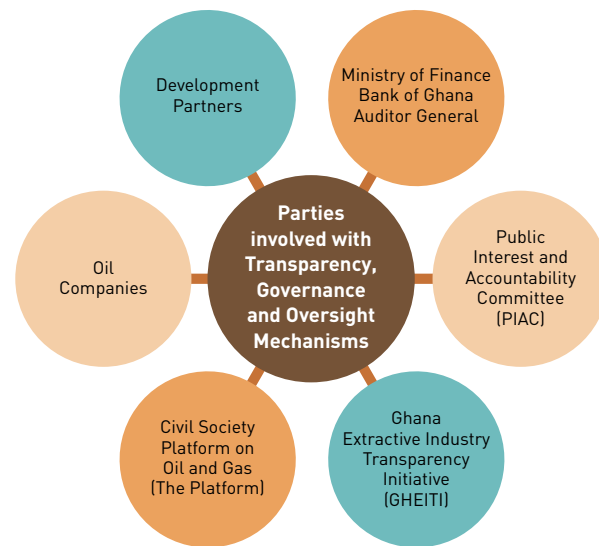 Development
Partners
Ministry of Finance
Bank of Ghana
Auditor General
Parties
involved with
Transparency,
Governance
and Oversight
Mechanisms
Oil
Companies
Public
Interest and
Accountability
Committee
(PIAC)
Civil Society
Platform on
Oil and Gas
(The Platform)
Ghana
Extractive Industry
Transparency
Initiative
(GHEITI)